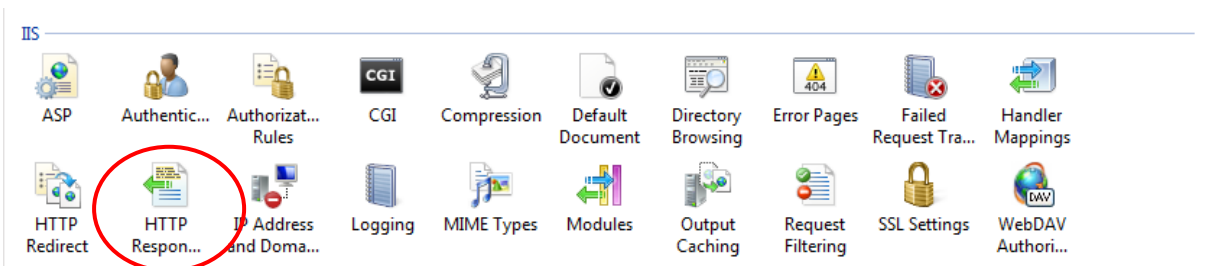 IIS
CGI
404
ASP
Authentic...
Authorizat...
Rules
CGI
Compression
Default
Document
Directory
Browsing
Error Pages
Failed
Request Tra...
Handler
Mappings
DAV
HTTP
Redirect
HTTP
Respon...
IP Address
and Doma...
Logging
MIME Types
Modules
Output
Caching
Request
Filtering
SSL Settings
WebDAV
Authori...